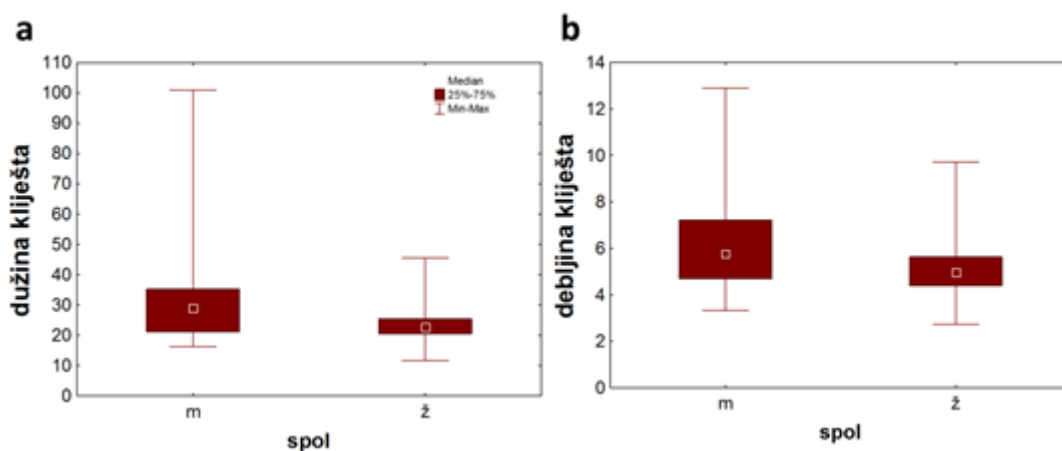 a
110
100
90
80
70
60
50
40
30
20
10
0
dužina kliješta
Median
25%-75%
Min-Max
m
ž
spol
b
14
12
10
8
6
4
2
0
debljina kliješta
m
ž
spol